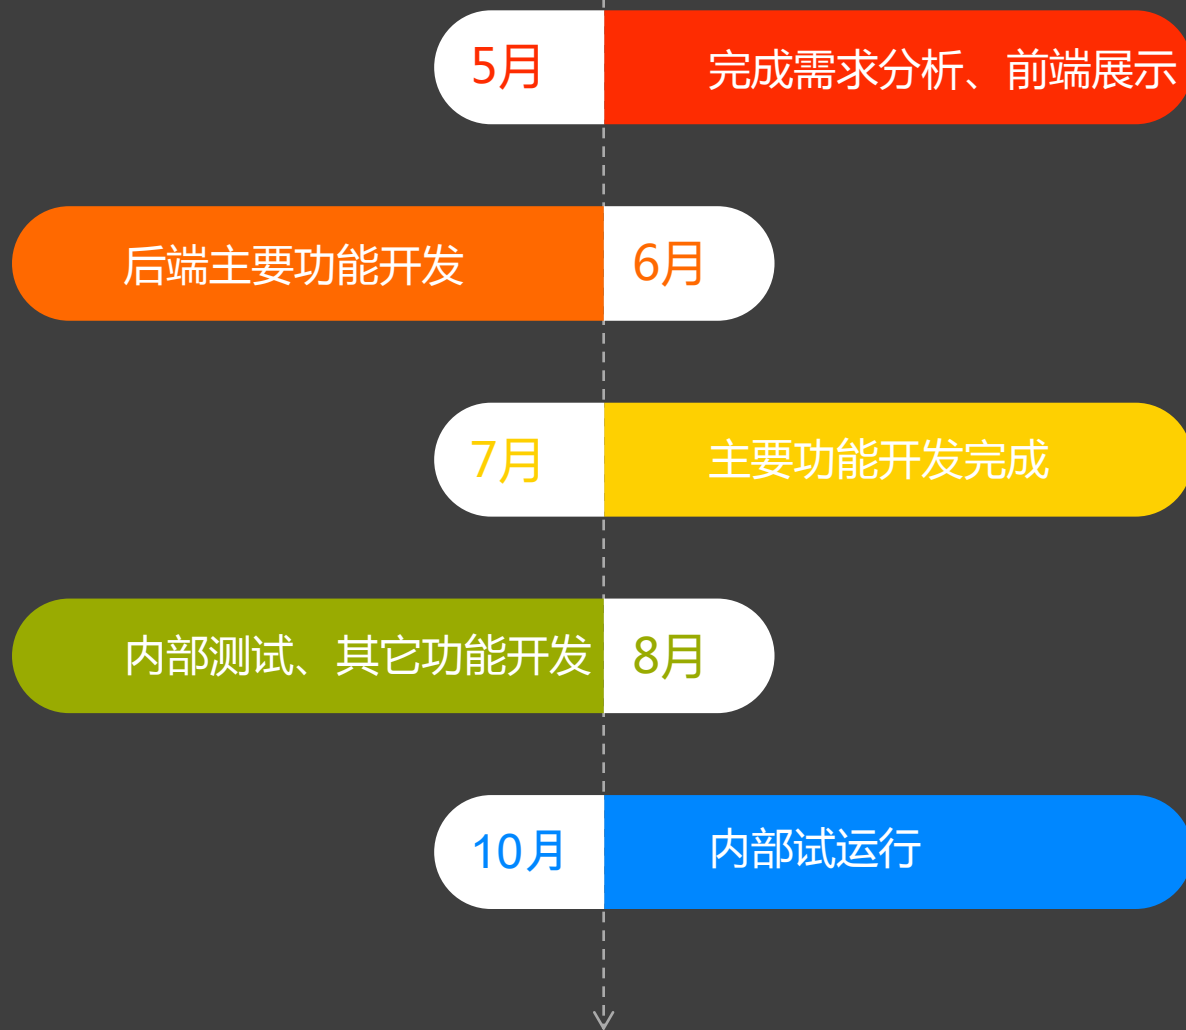 5月 完成需求分析、前端展示
后端主要功能开发 6月
7月 主要功能开发完成
内部测试、其它功能开发 8月
10月 内部试运行